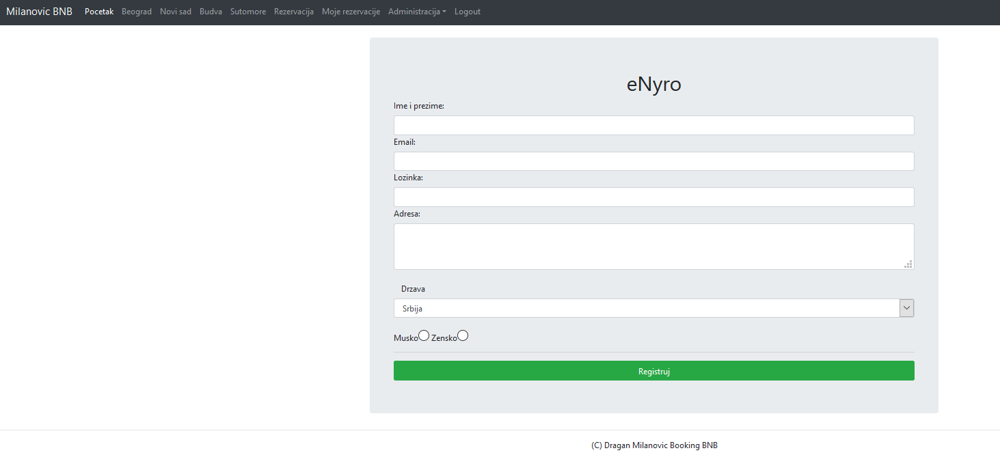 Milanovic BNB Pocetak Beograd Novi sad Budva Sutomore Rezervacija Moje rezervacije Administracija Logout
eNyro
Ime i prezime:
Email:
Lozinka:
Adresa:
Drzava
Srbija
Musko Zensko
Registruj
(C) Dragan Milanovic Booking BNB